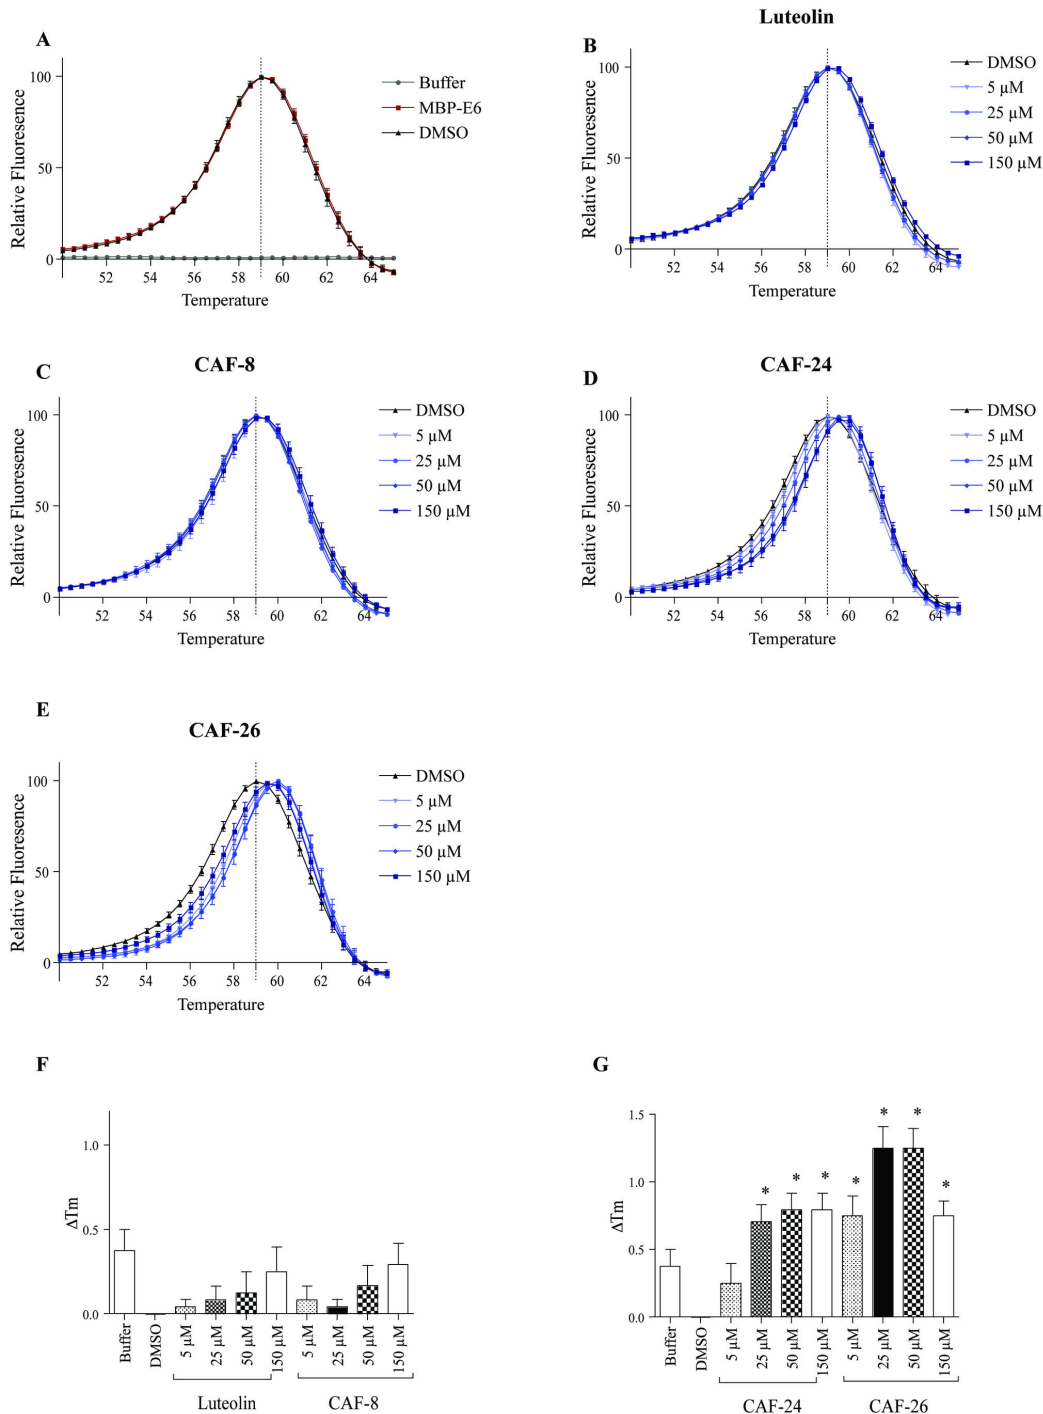 A
Relative Fluorescence
100
50
0
52
54
56
58
60
62
64
Temperature
Buffer
MBP-E6
DMSO
Luteolin
B
Relative Fluorescence
100
50
0
52
54
56
58
60
62
64
Temperature
DMSO
5 µM
25 µM
50 µM
150 µM
CAF-8
C
Relative Fluorescence
100
50
0
52
54
56
58
60
62
64
Temperature
DMSO
5 µM
25 µM
50 µM
150 µM
CAF-24
D
Relative Fluorescence
100
50
0
52
54
56
58
60
62
64
Temperature
DMSO
5 µM
25 µM
50 µM
150 µM
E
CAF-26
Relative Fluorescence
100
50
0
52
54
56
58
60
62
64
Temperature
DMSO
5 µM
25 µM
50 µM
150 µM
F
ΔTm
1.0
0.5
0.0
Buffer
DMSO
5 µM
25 µM
50 µM
150 µM
5 µM
25 µM
50 µM
150 µM
Luteolin
CAF-8
G
ΔTm
1.5
1.0
0.5
0.0
*
*
*
*
*
*
*
Buffer
DMSO
5 µM
25 µM
50 µM
150 µM
5 µM
25 µM
50 µM
150 µM
CAF-24
CAF-26